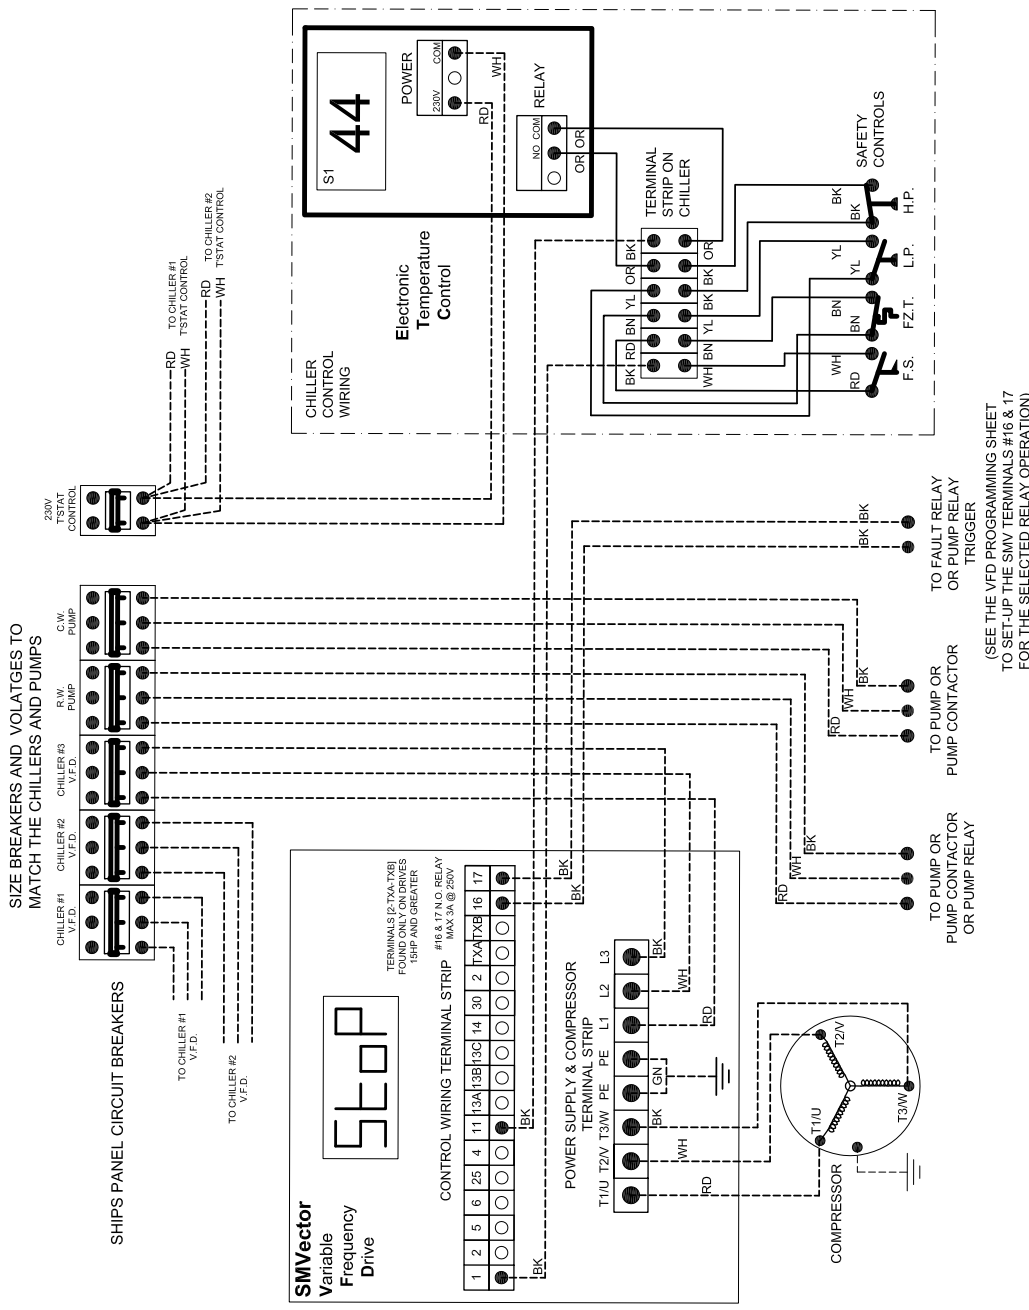 SIZE BREAKERS AND VOLATGES TO
MATCH THE CHILLERS AND PUMPS
SHIPS PANEL CIRCUIT BREAKERS
CHILLER #1
V.F.D.
CHILLER #2
V.F.D.
CHILLER #3
V.F.D.
R.W.
PUMP
C.W.
PUMP
230V
T'STAT
CONTROL
TO CHILLER #1
V.F.D.
TO CHILLER #2
V.F.D.
RD
WH
TO CHILLER #1
T'STAT CONTROL
RD
WH
TO CHILLER #2
T'STAT CONTROL
SMVector
Variable
Frequency
Drive
StoP
TERMINALS [2-TXA-TXB]
FOUND ONLY ON DRIVES
15HP AND GREATER
CONTROL WIRING TERMINAL STRIP
#16 & 17 N.O. RELAY
MAX 3A @ 250V
1 2 5 6 25 4 11 13A 13B 13C 14 30 2 TXA TXB 16 17
BK
BK
BK
BK
POWER SUPPLY & COMPRESSOR
TERMINAL STRIP
T1/U T2/V T3/W PE PE L1 L2 L3
RD
WH
BK
GN
RD
WH
BK
COMPRESSOR
T1/U
T2/V
T3/W
CHILLER
CONTROL
WIRING
Electronic
Temperature
Control
S1
44
POWER
230V COM
RD
WH
RELAY
NO COM
OR OR
TERMINAL
STRIP ON
CHILLER
BK RD BN YL OR BK
WH BN YL BK BK OR
SAFETY
CONTROLS
RD
WH
F.S.
BN
BN
FZ.T.
YL
YL
L.P.
BK
BK
H.P.
RD
WH
BK
TO PUMP OR
PUMP CONTACTOR
OR PUMP RELAY
RD
WH
BK
TO PUMP OR
PUMP CONTACTOR
BK
BK
TO FAULT RELAY
OR PUMP RELAY
TRIGGER
(SEE THE VFD PROGRAMMING SHEET
TO SET-UP THE SMV TERMINALS #16 & 17
FOR THE SELECTED RELAY OPERATION)